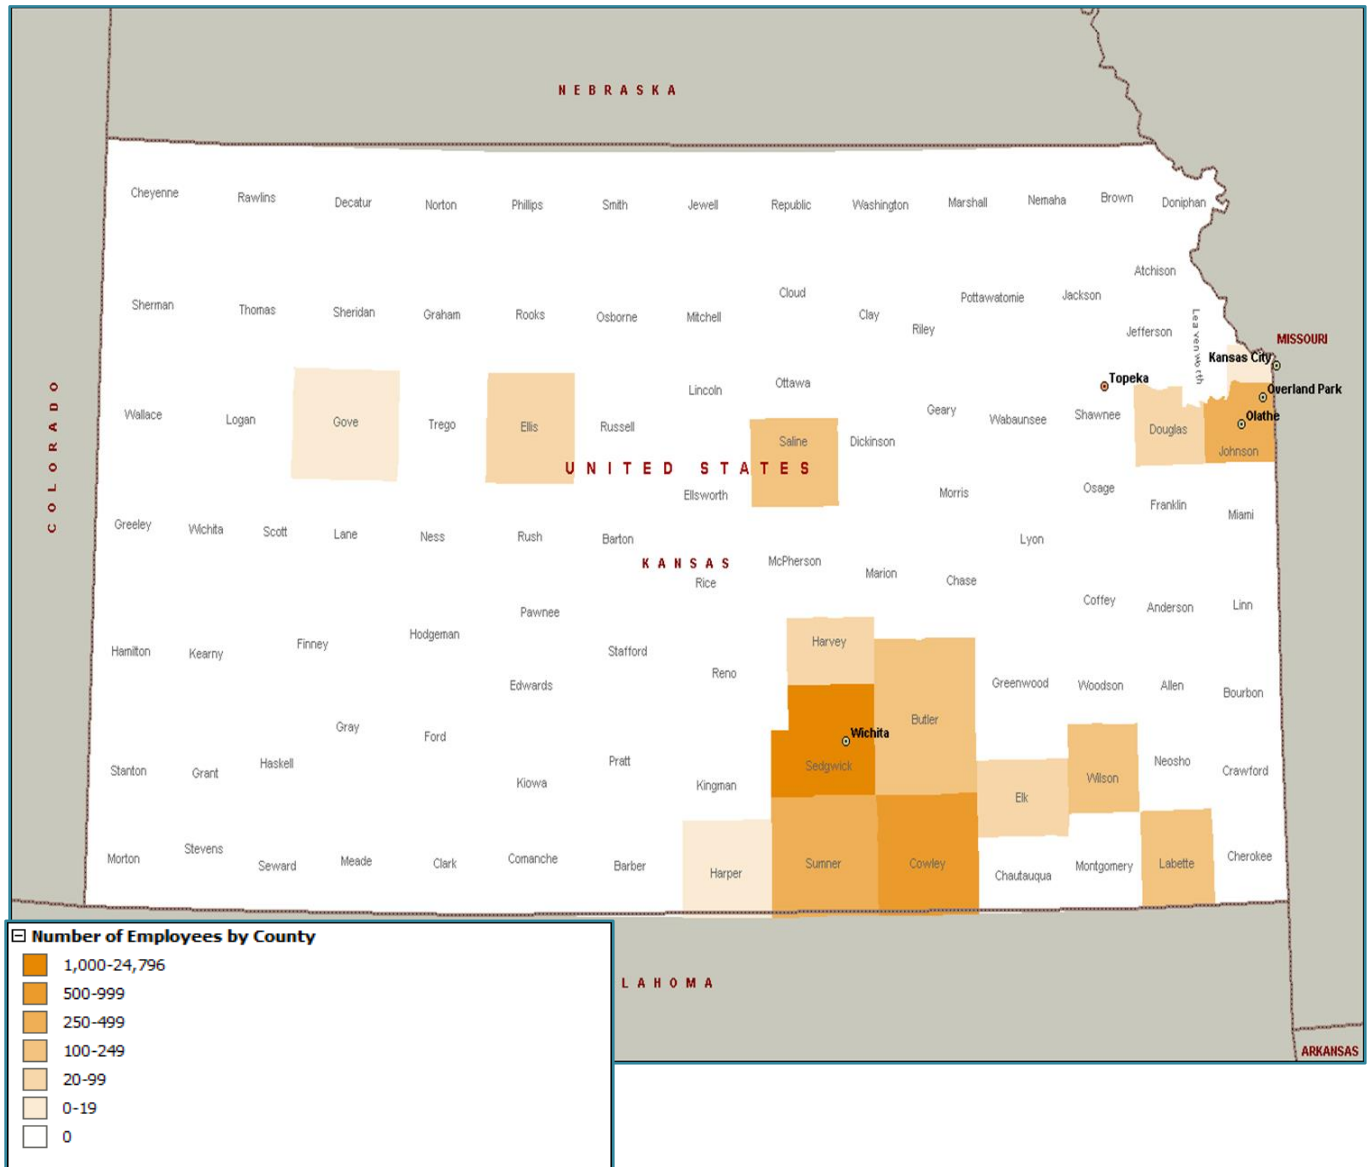 NEBRASKA
Cheyenne
Rawlins
Decatur
Norton
Phillips
Smith
Jewell
Republic
Washington
Marshall
Nemaha
Brown
Doniphan
Atchison
Sherman
Thomas
Sheridan
Graham
Rooks
Osborne
Mitchell
Cloud
Clay
Riley
Pottawatomie
Jackson
Jefferson
Leavenworth
MISSOURI
Kansas City
COLORADO
Wallace
Logan
Gove
Trego
Ellis
Russell
Lincoln
Ottawa
Saline
Dickinson
Geary
Wabaunsee
Topeka
Shawnee
Douglas
Overland Park
Olathe
Johnson
UNITED STATES
Ellsworth
Morris
Osage
Franklin
Miami
Greeley
Wichita
Scott
Lane
Ness
Rush
Barton
KANSAS
Rice
McPherson
Marion
Chase
Lyon
Coffey
Anderson
Linn
Hamilton
Kearny
Finney
Hodgeman
Pawnee
Edwards
Stafford
Reno
Harvey
Butler
Greenwood
Woodson
Allen
Bourbon
Stanton
Grant
Haskell
Gray
Ford
Kiowa
Pratt
Kingman
Wichita
Sedgwick
Elk
Wilson
Neosho
Crawford
Morton
Stevens
Seward
Meade
Clark
Comanche
Barber
Harper
Sumner
Cowley
Chautauqua
Montgomery
Labette
Cherokee
LAHOMA
ARKANSAS
Number of Employees by County
1,000-24,796
500-999
250-499
100-249
20-99
0-19
0